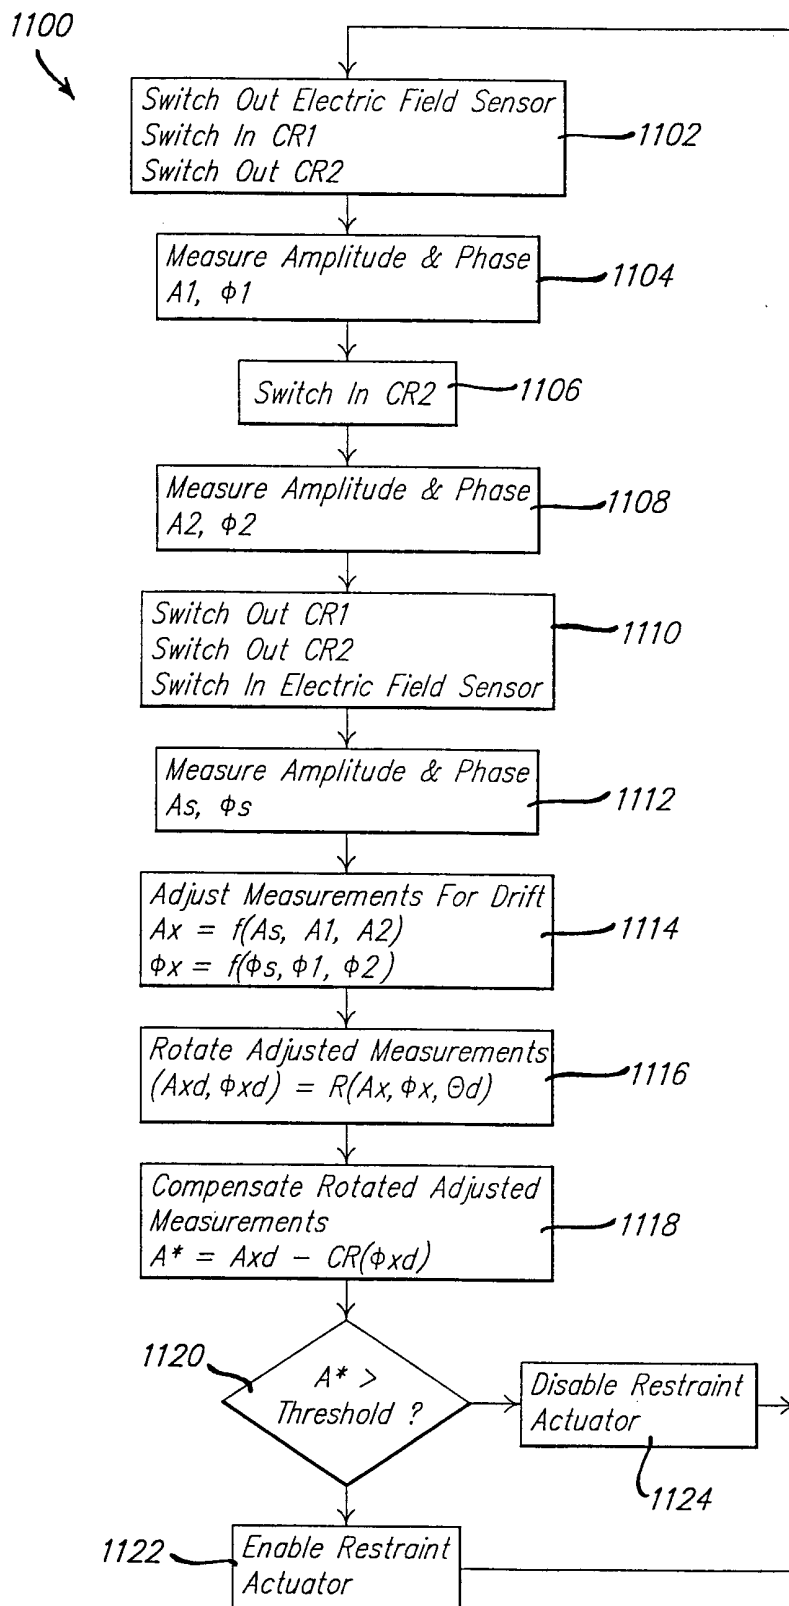 1100
Switch Out Electric Field Sensor
Switch In CR1
Switch Out CR2
1102
Measure Amplitude & Phase
A1, ϕ1
1104
Switch In CR2
1106
Measure Amplitude & Phase
A2, ϕ2
1108
Switch Out CR1
Switch Out CR2
Switch In Electric Field Sensor
1110
Measure Amplitude & Phase
As, ϕs
1112
Adjust Measurements For Drift
Ax = f(As, A1, A2)
ϕx = f(ϕs, ϕ1, ϕ2)
1114
Rotate Adjusted Measurements
(Axd, ϕxd) = R(Ax, ϕx, Θd)
1116
Compensate Rotated Adjusted
Measurements
A* = Axd - CR(ϕxd)
1118
1120
A* >
Threshold ?
Disable Restraint
Actuator
1124
1122
Enable Restraint
Actuator